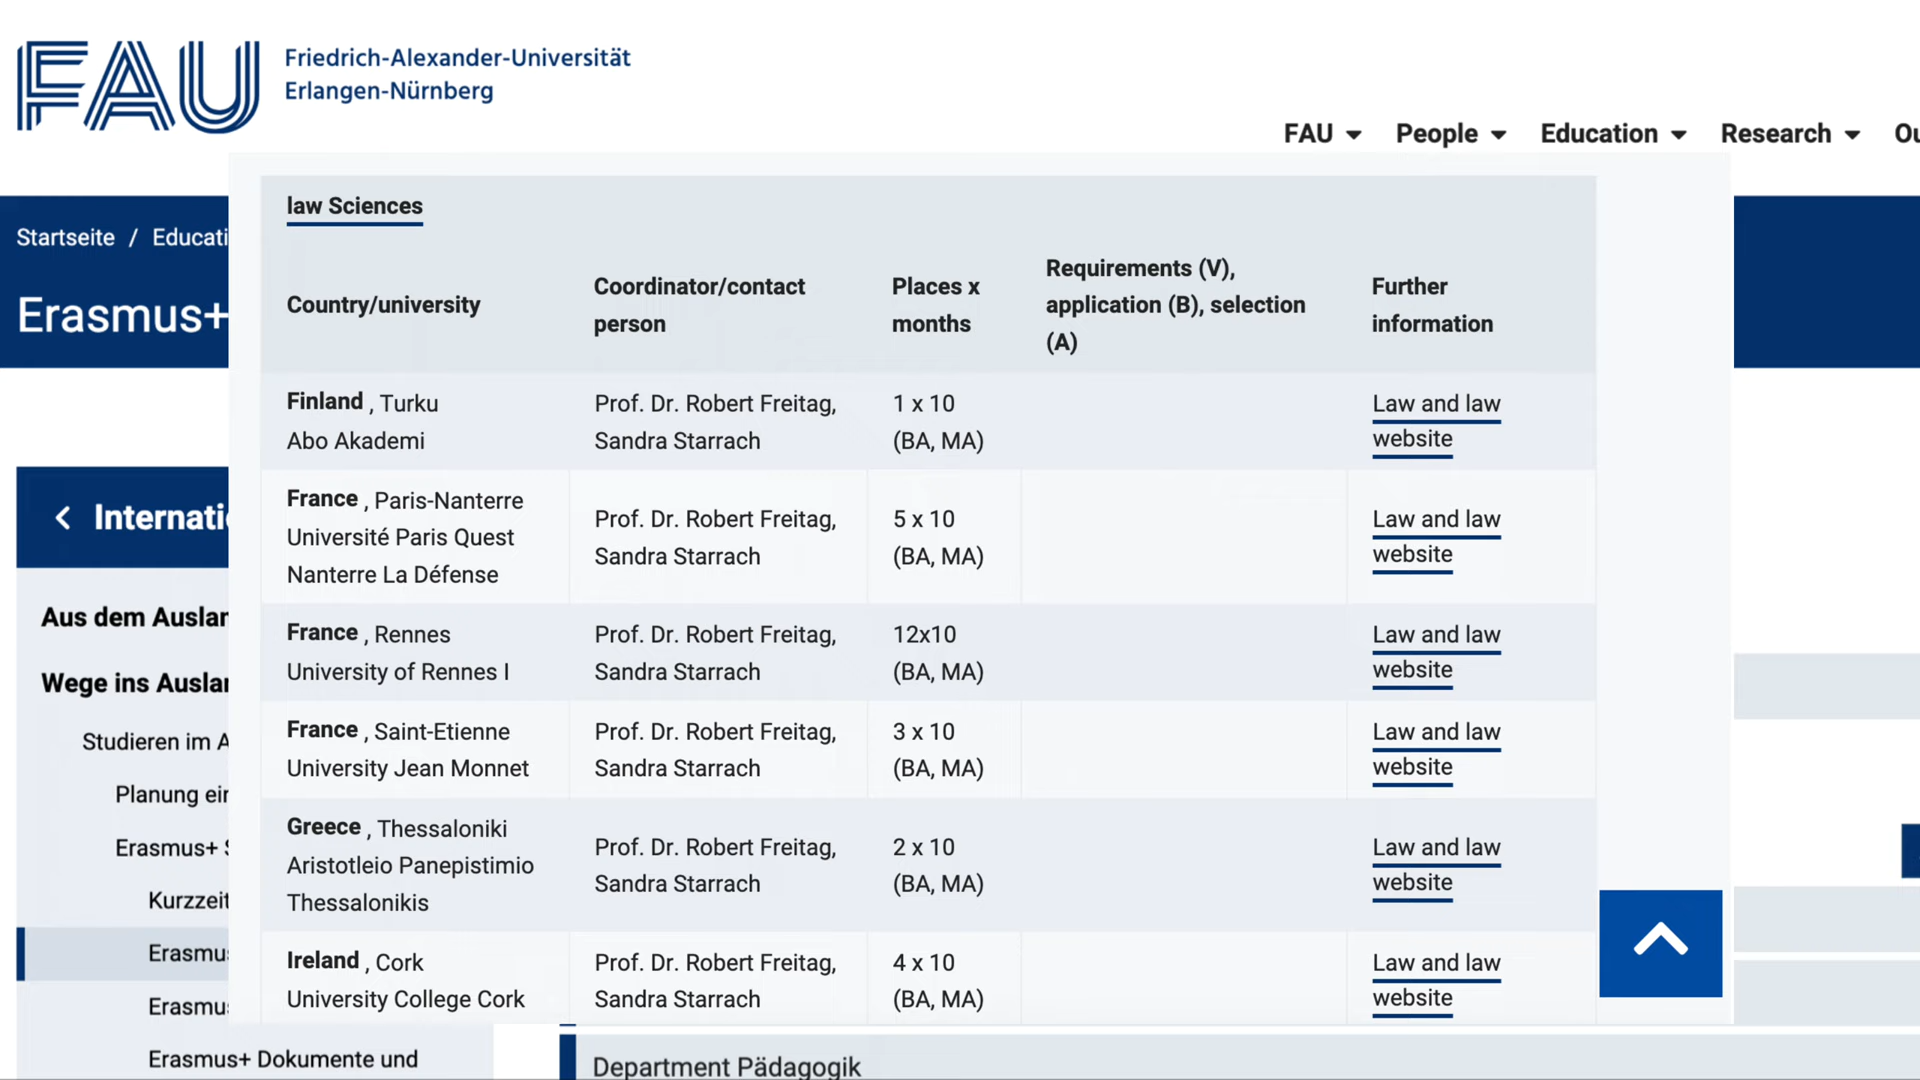 FAU
Friedrich-Alexander-Universität
Erlangen-Nürnberg
FAU People Education Research
law Sciences
Country/university
Coordinator/contact
person
Places x
months
Requirements (V),
application (B), selection
(A)
Further
information
Finland , Turku
Abo Akademi
Prof. Dr. Robert Freitag,
Sandra Starrach
1 x 10
(BA, MA)
Law and law
website
France , Paris-Nanterre
Université Paris Quest
Nanterre La Défense
Prof. Dr. Robert Freitag,
Sandra Starrach
5 x 10
(BA, MA)
Law and law
website
France , Rennes
University of Rennes I
Prof. Dr. Robert Freitag,
Sandra Starrach
12x10
(BA, MA)
Law and law
website
France , Saint-Etienne
University Jean Monnet
Prof. Dr. Robert Freitag,
Sandra Starrach
3 x 10
(BA, MA)
Law and law
website
Greece , Thessaloniki
Aristotleio Panepistimio
Thessalonikis
Prof. Dr. Robert Freitag,
Sandra Starrach
2 x 10
(BA, MA)
Law and law
website
Ireland , Cork
University College Cork
Prof. Dr. Robert Freitag,
Sandra Starrach
4 x 10
(BA, MA)
Law and law
website
Startseite / Educati
Erasmus+
Internati
Aus dem Auslan
Wege ins Auslan
Studieren im A
Planung ein
Erasmus+ S
Kurzzeit
Erasmus
Erasmus
Erasmus+ Dokumente und
Department Pädagogik